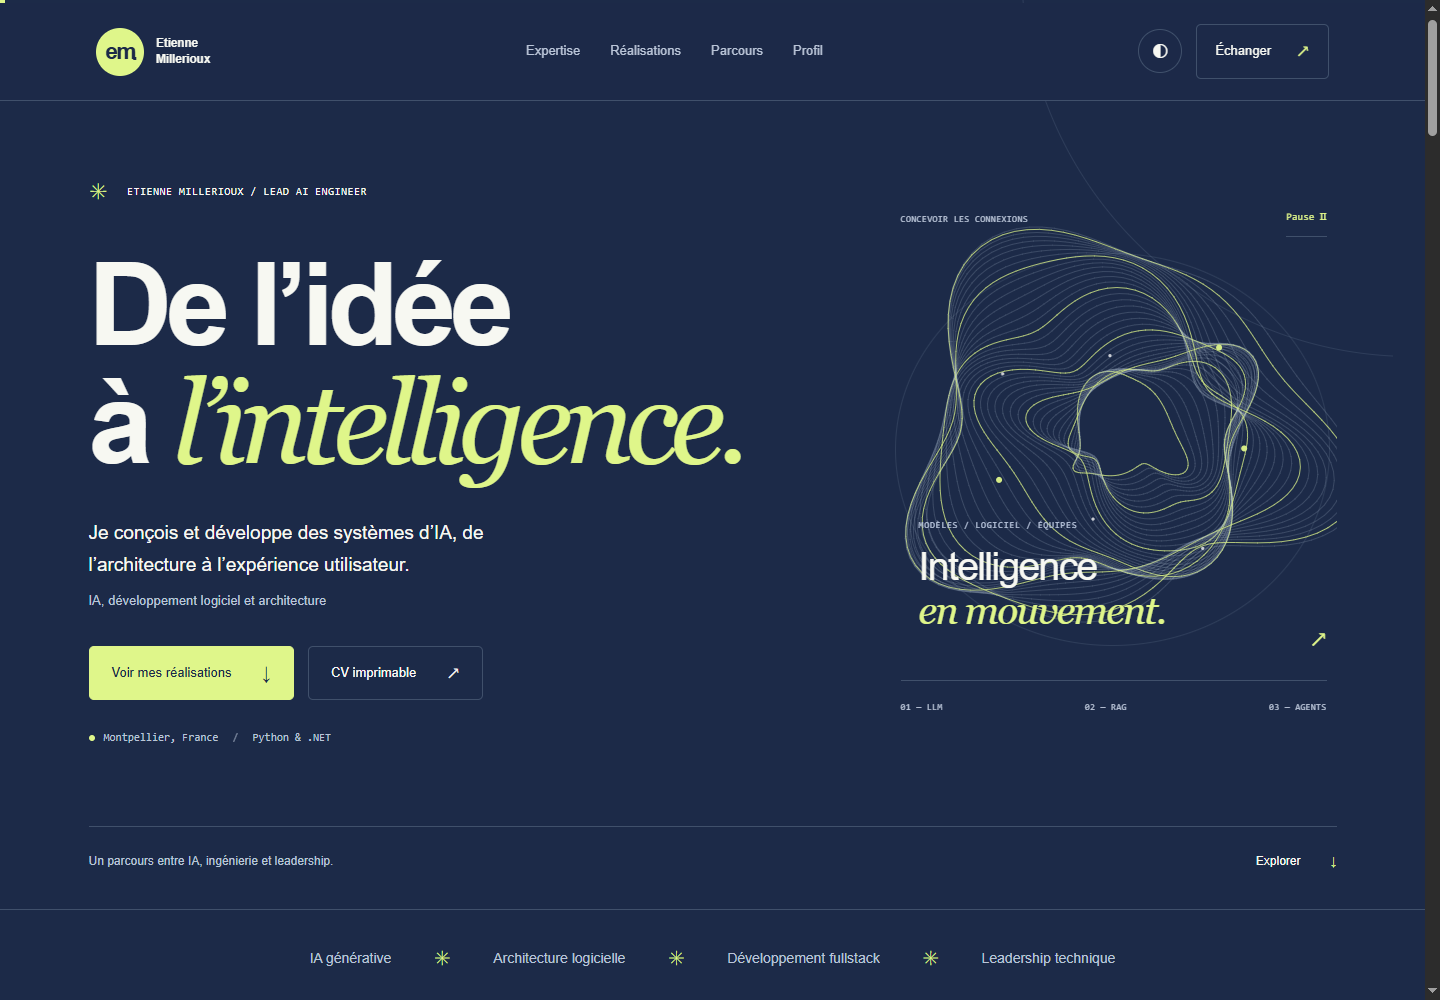 em
Etienne
Millerioux
Expertise
Réalisations
Parcours
Profil
Échanger ↗
ETIENNE MILLERIOUX / LEAD AI ENGINEER
De l’idée
à l’intelligence.
Je conçois et développe des systèmes d’IA, de
l’architecture à l’expérience utilisateur.
IA, développement logiciel et architecture
Voir mes réalisations ↓
CV imprimable ↗
Montpellier, France / Python & .NET
CONCEVOIR LES CONNEXIONS
Pause II
MODÈLES / LOGICIEL / ÉQUIPES
Intelligence
en mouvement.
↗
01 — LLM
02 — RAG
03 — AGENTS
Un parcours entre IA, ingénierie et leadership.
Explorer ↓
IA générative ✳ Architecture logicielle ✳ Développement fullstack ✳ Leadership technique